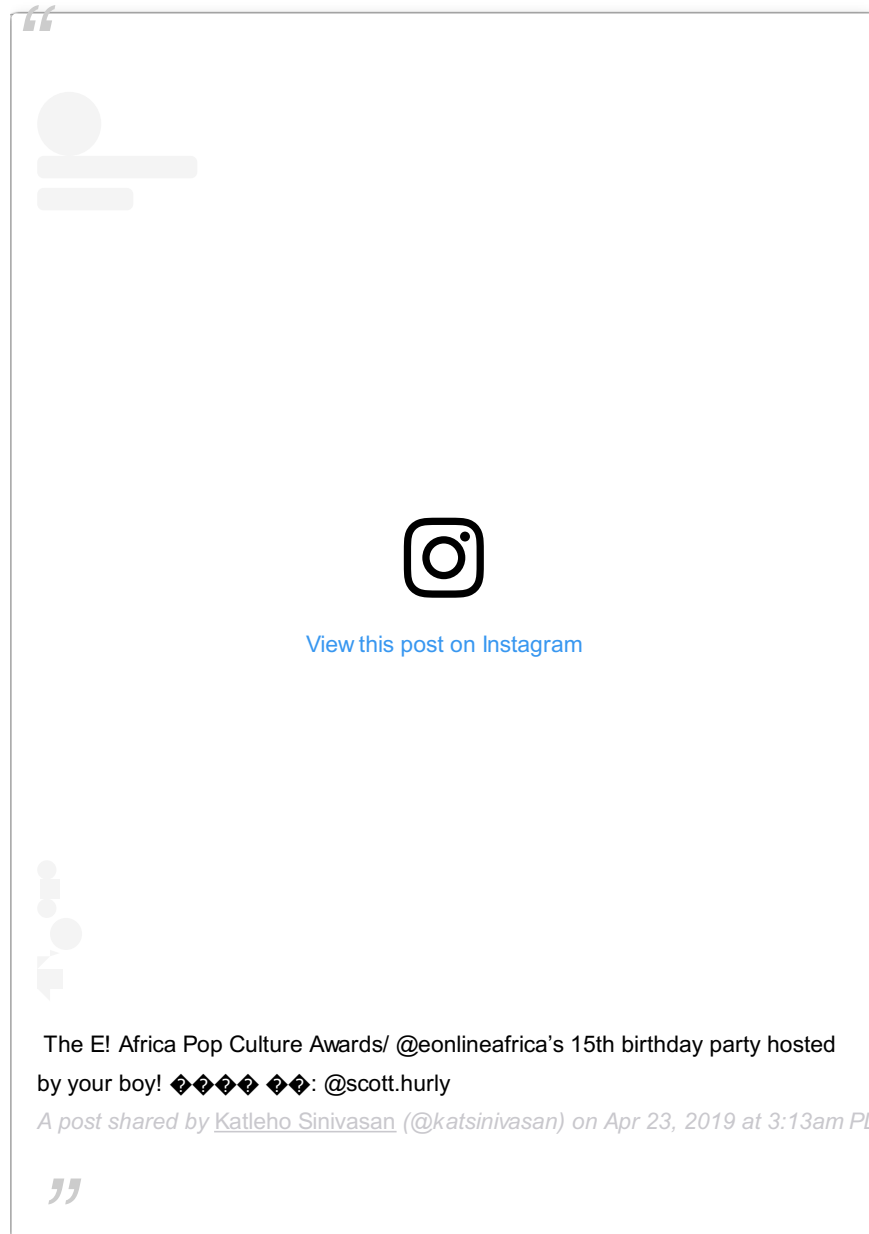 “
View this post on Instagram
The E! Africa Pop Culture Awards/ @eonlineafrica’s 15th birthday party hosted
by your boy! ���� ��: @scott.hurly
A post shared by Katleho Sinivasan (@katsinivasan) on Apr 23, 2019 at 3:13am
”